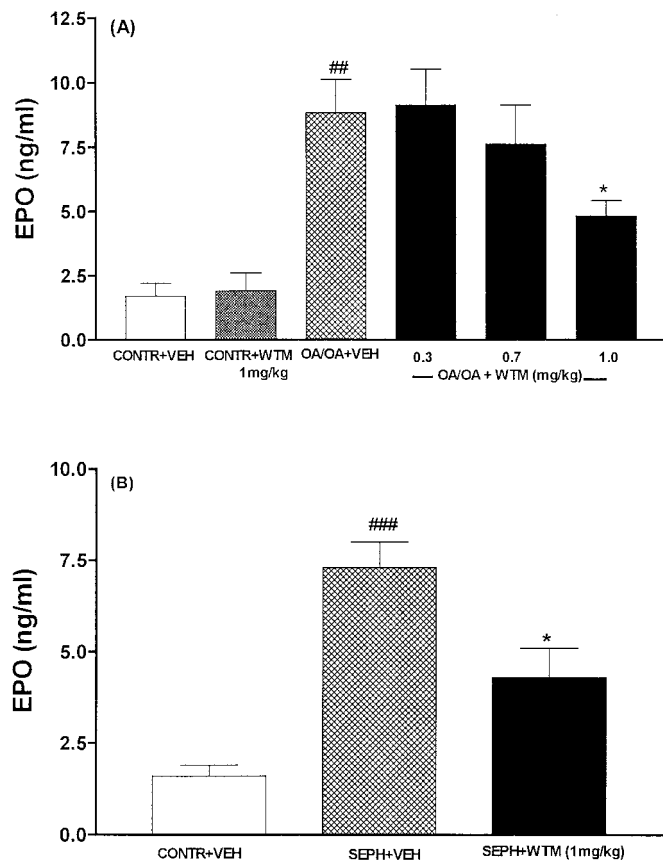 (A)
12.5
10.0
7.5
5.0
2.5
0.0
EPO (ng/ml)
##
*
CONTR+VEH CONTR+WTM OA/OA+VEH 0.3 0.7 1.0
1mg/kg OA/OA + WTM (mg/kg)
(B)
10.0
7.5
5.0
2.5
0.0
EPO (ng/ml)
###
*
CONTR+VEH SEPH+VEH SEPH+WTM (1mg/kg)